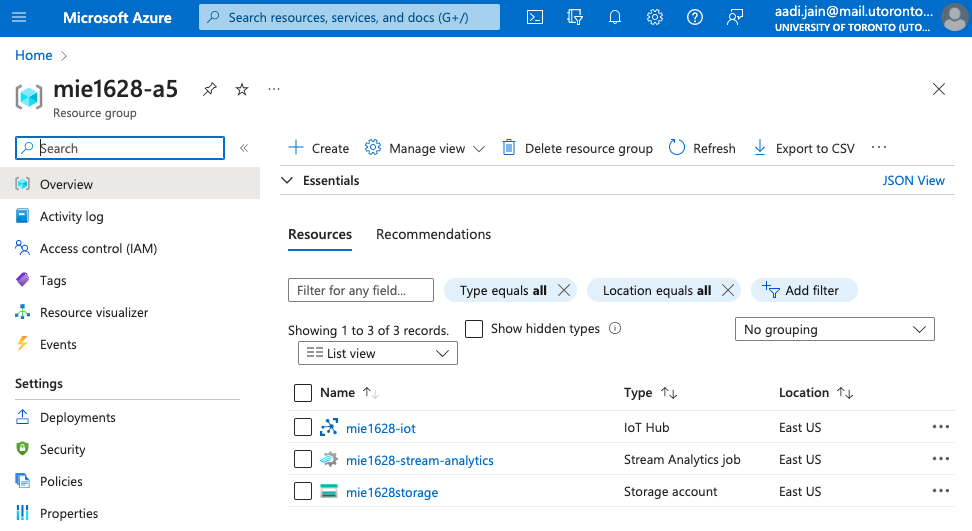 Microsoft Azure
Search resources, services, and docs (G+/)
aadi.jain@mail.utoronto...
UNIVERSITY OF TORONTO (UTO...
Home
mie1628-a5
Resource group
Search
Create
Manage view
Delete resource group
Refresh
Export to CSV
Overview
Activity log
Access control (IAM)
Tags
Resource visualizer
Events
Settings
Deployments
Security
Policies
Properties
Essentials
JSON View
Resources Recommendations
Filter for any field...
Type equals all
Location equals all
Add filter
Showing 1 to 3 of 3 records.
Show hidden types
No grouping
List view
Name Type Location
mie1628-iot IoT Hub East US
mie1628-stream-analytics Stream Analytics job East US
mie1628storage Storage account East US